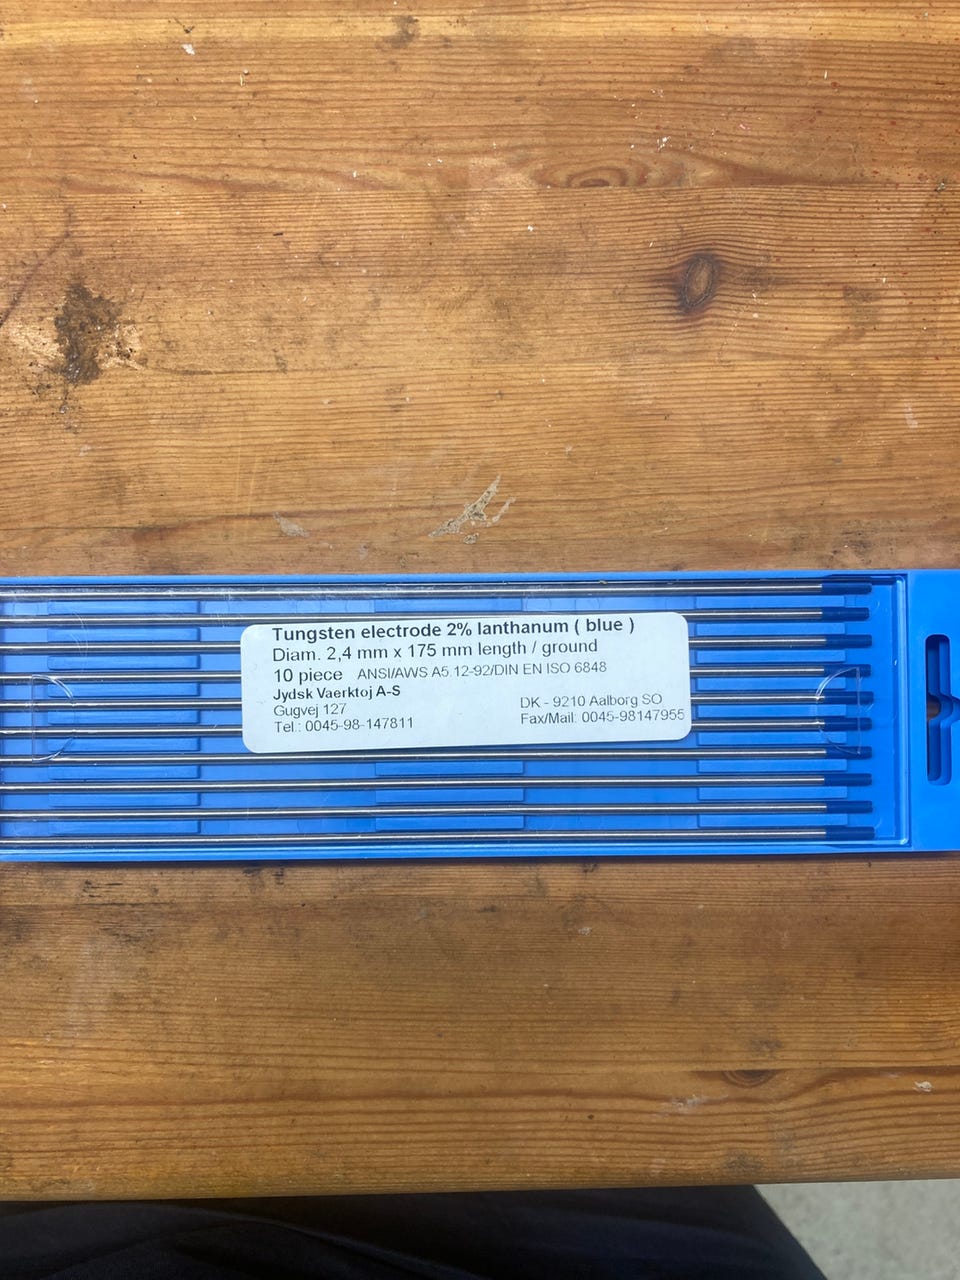 Tungsten electrode 2% lanthanum ( blue )
Diam. 2,4 mm x 175 mm length / ground
10 piece ANSI/AWS A5.12-92/DIN EN ISO 6848
Jydsk Vaerktoj A-S
Gugvej 127 DK - 9210 Aalborg SO
Tel.: 0045-98-147811 Fax/Mail: 0045-98147955